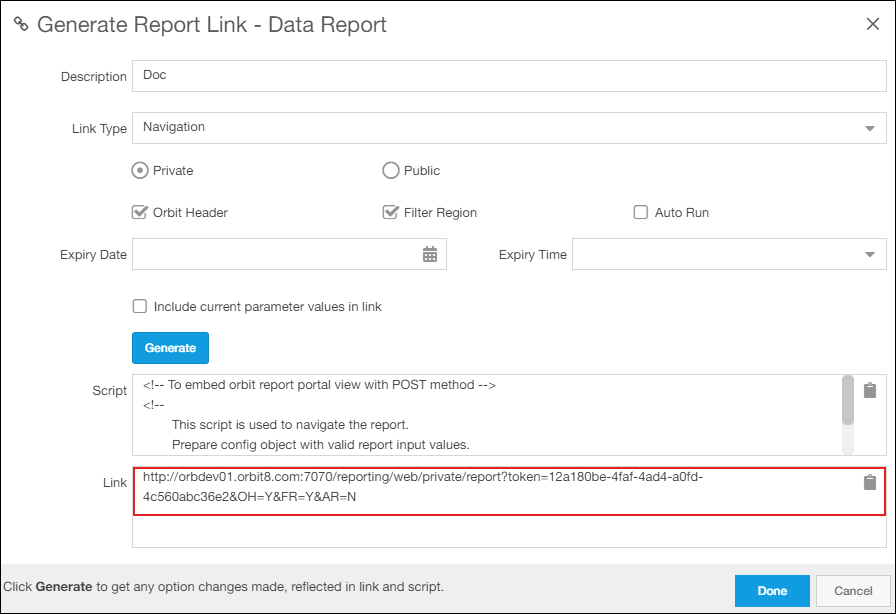 Generate Report Link - Data Report
Description
Doc
Link Type
Navigation
Private
Public
Orbit Header
Filter Region
Auto Run
Expiry Date
Expiry Time
Include current parameter values in link
Generate
Script
<!-- To embed orbit report portal view with POST method -->
<!--
This script is used to navigate the report.
Prepare config object with valid report input values.
Link
http://orbdev01.orbit8.com:7070/reporting/web/private/report?token=12a180be-4faf-4ad4-a0fd-
4c560abc36e2&OH=Y&FR=Y&AR=N
Click Generate to get any option changes made, reflected in link and script.
Done
Cancel